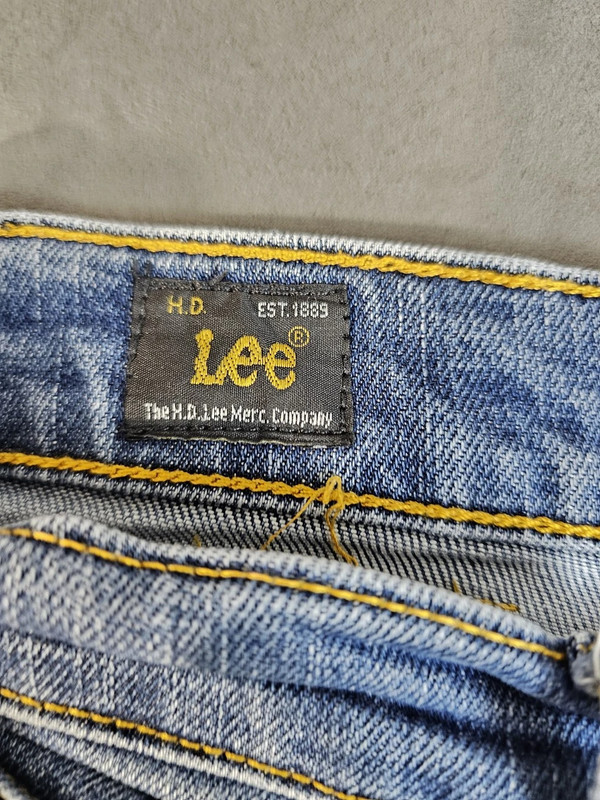 H.D. EST.1889
Lee®
The H.D.Lee Merc.Company